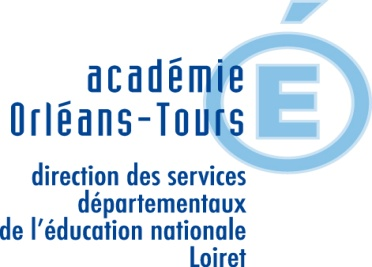 académie
Orléans-Tours
É
direction des services
départementaux
de l'éducation nationale
Loiret